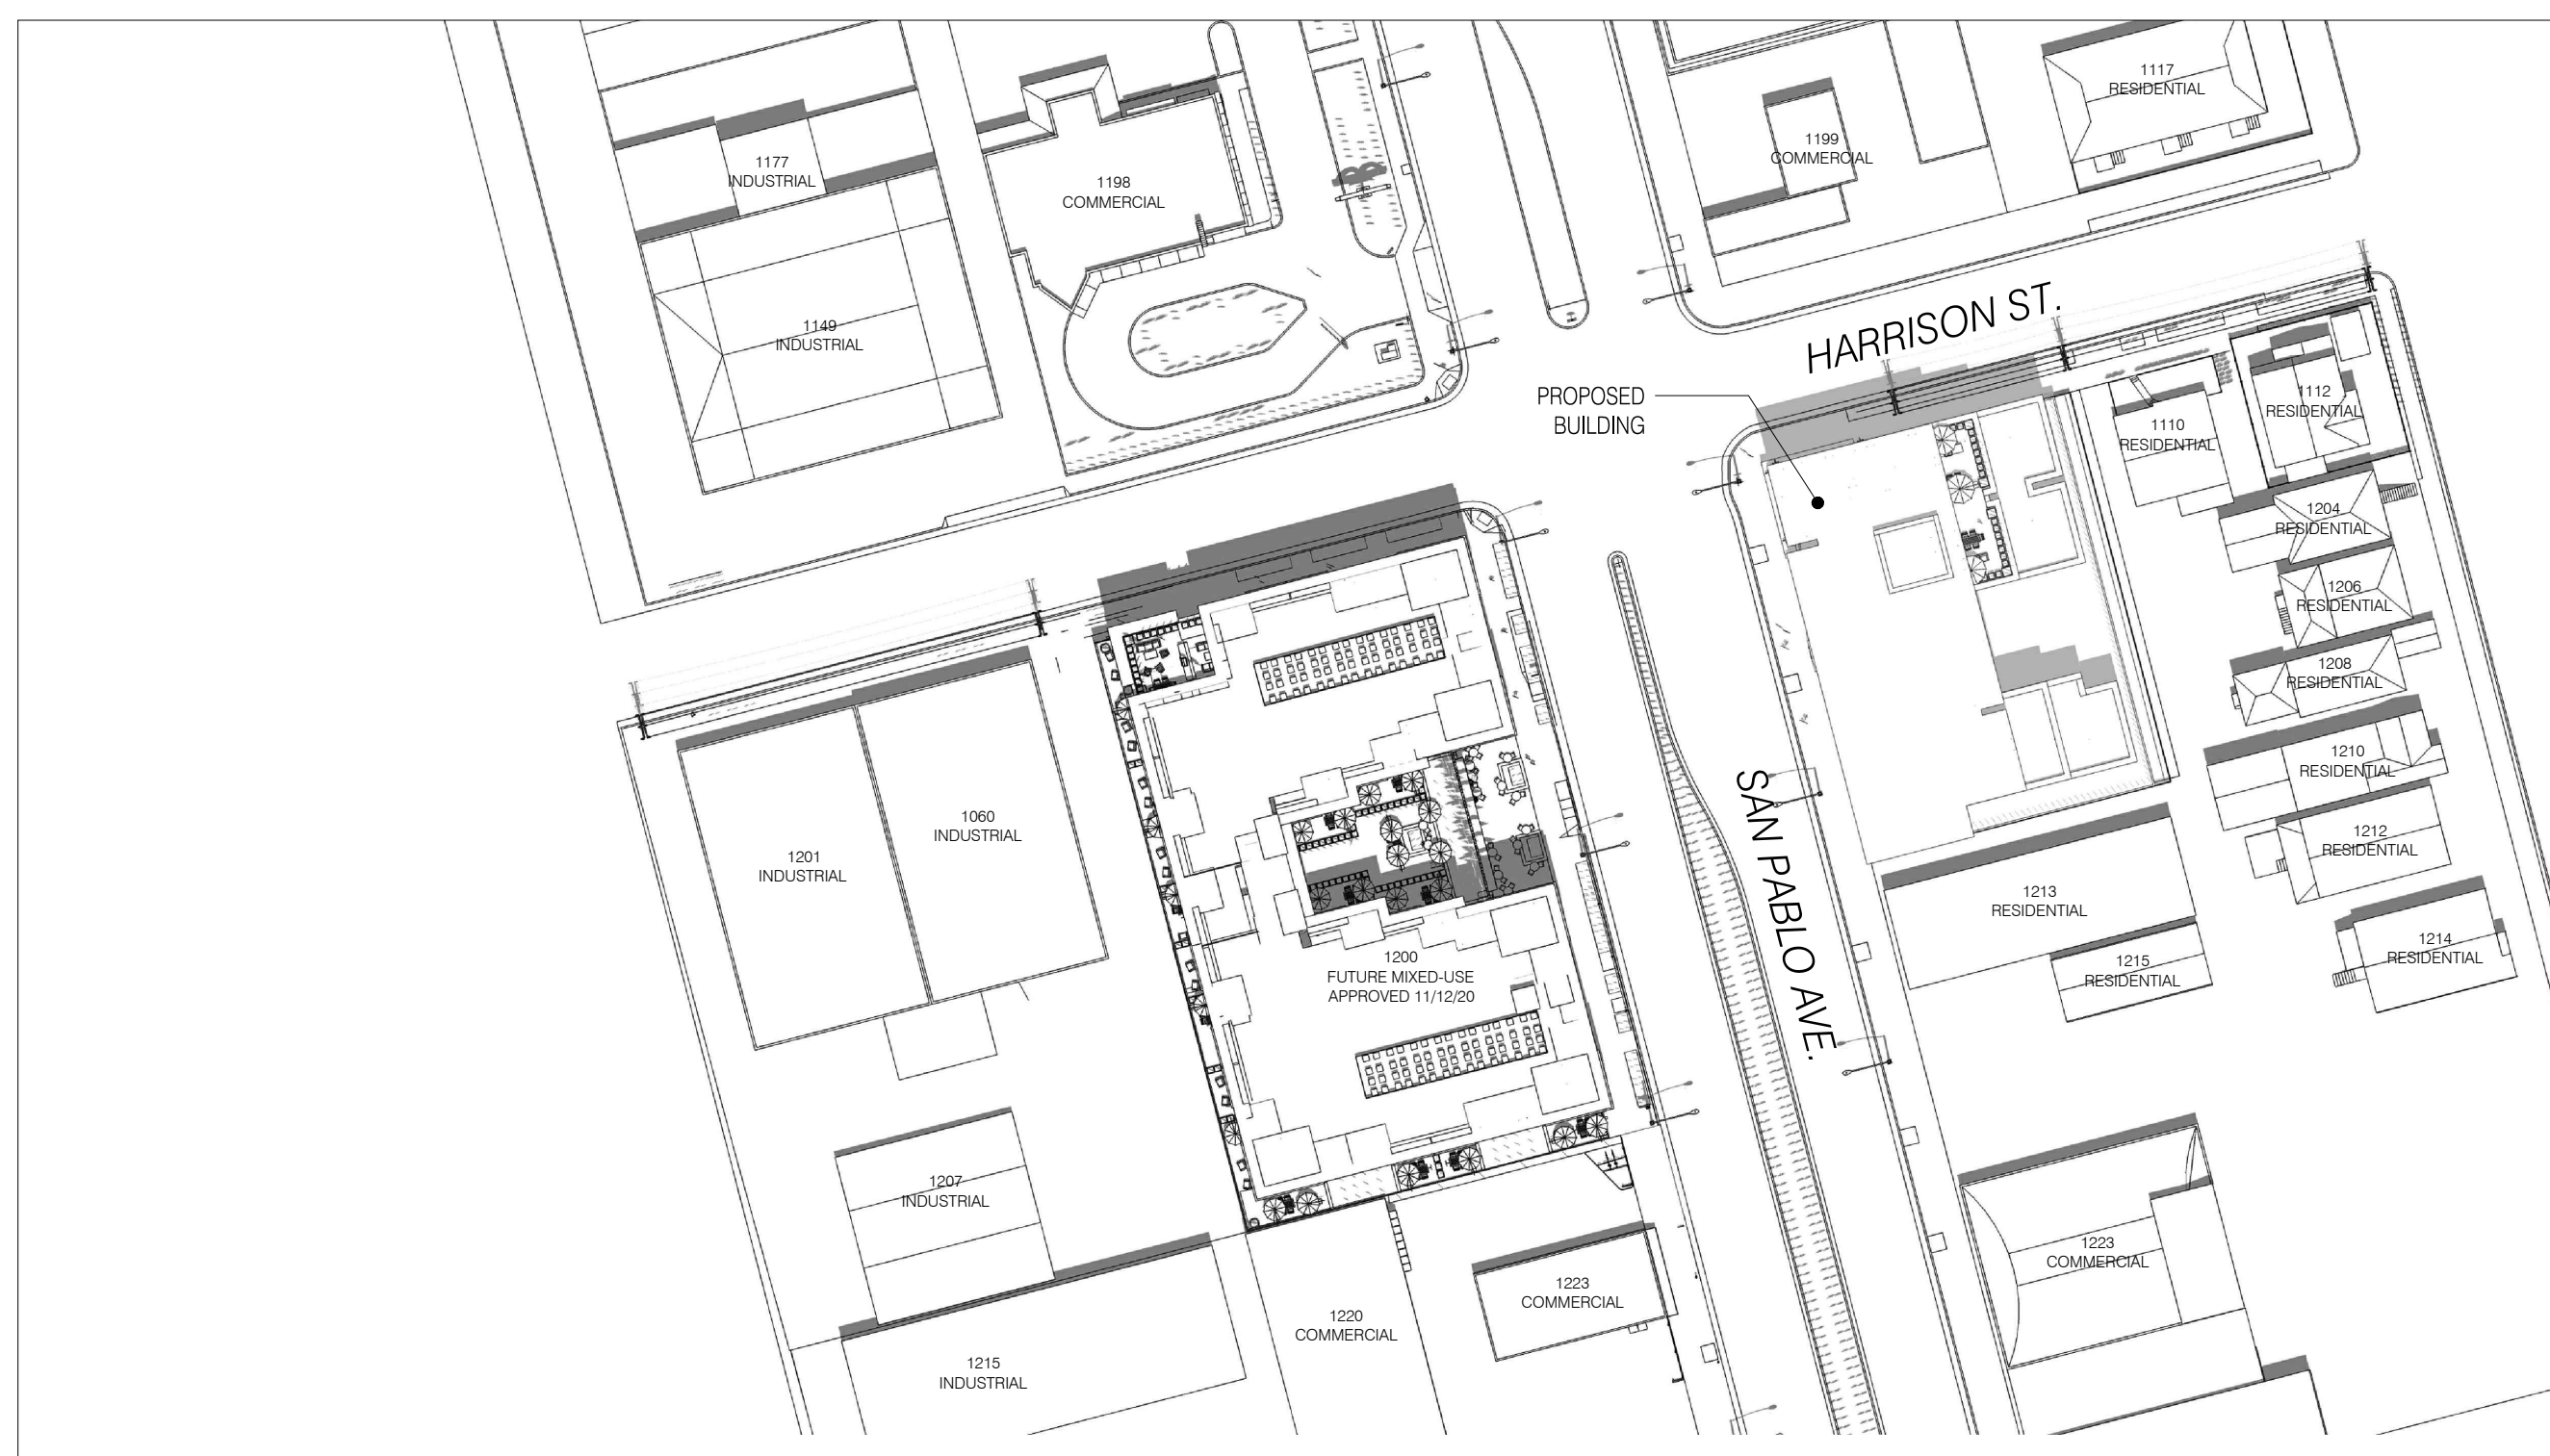 1117
RESIDENTIAL
1199
COMMERCIAL
1177
INDUSTRIAL
1198
COMMERCIAL
1149
INDUSTRIAL
HARRISON ST.
PROPOSED
BUILDING
1112
RESIDENTIAL
1110
RESIDENTIAL
1204
RESIDENTIAL
1206
RESIDENTIAL
1208
RESIDENTIAL
1210
RESIDENTIAL
1212
RESIDENTIAL
1060
INDUSTRIAL
1201
INDUSTRIAL
SAN PABLO AVE.
1213
RESIDENTIAL
1214
RESIDENTIAL
1215
RESIDENTIAL
1200
FUTURE MIXED-USE
APPROVED 11/12/20
1207
INDUSTRIAL
1223
COMMERCIAL
1223
COMMERCIAL
1220
COMMERCIAL
1215
INDUSTRIAL